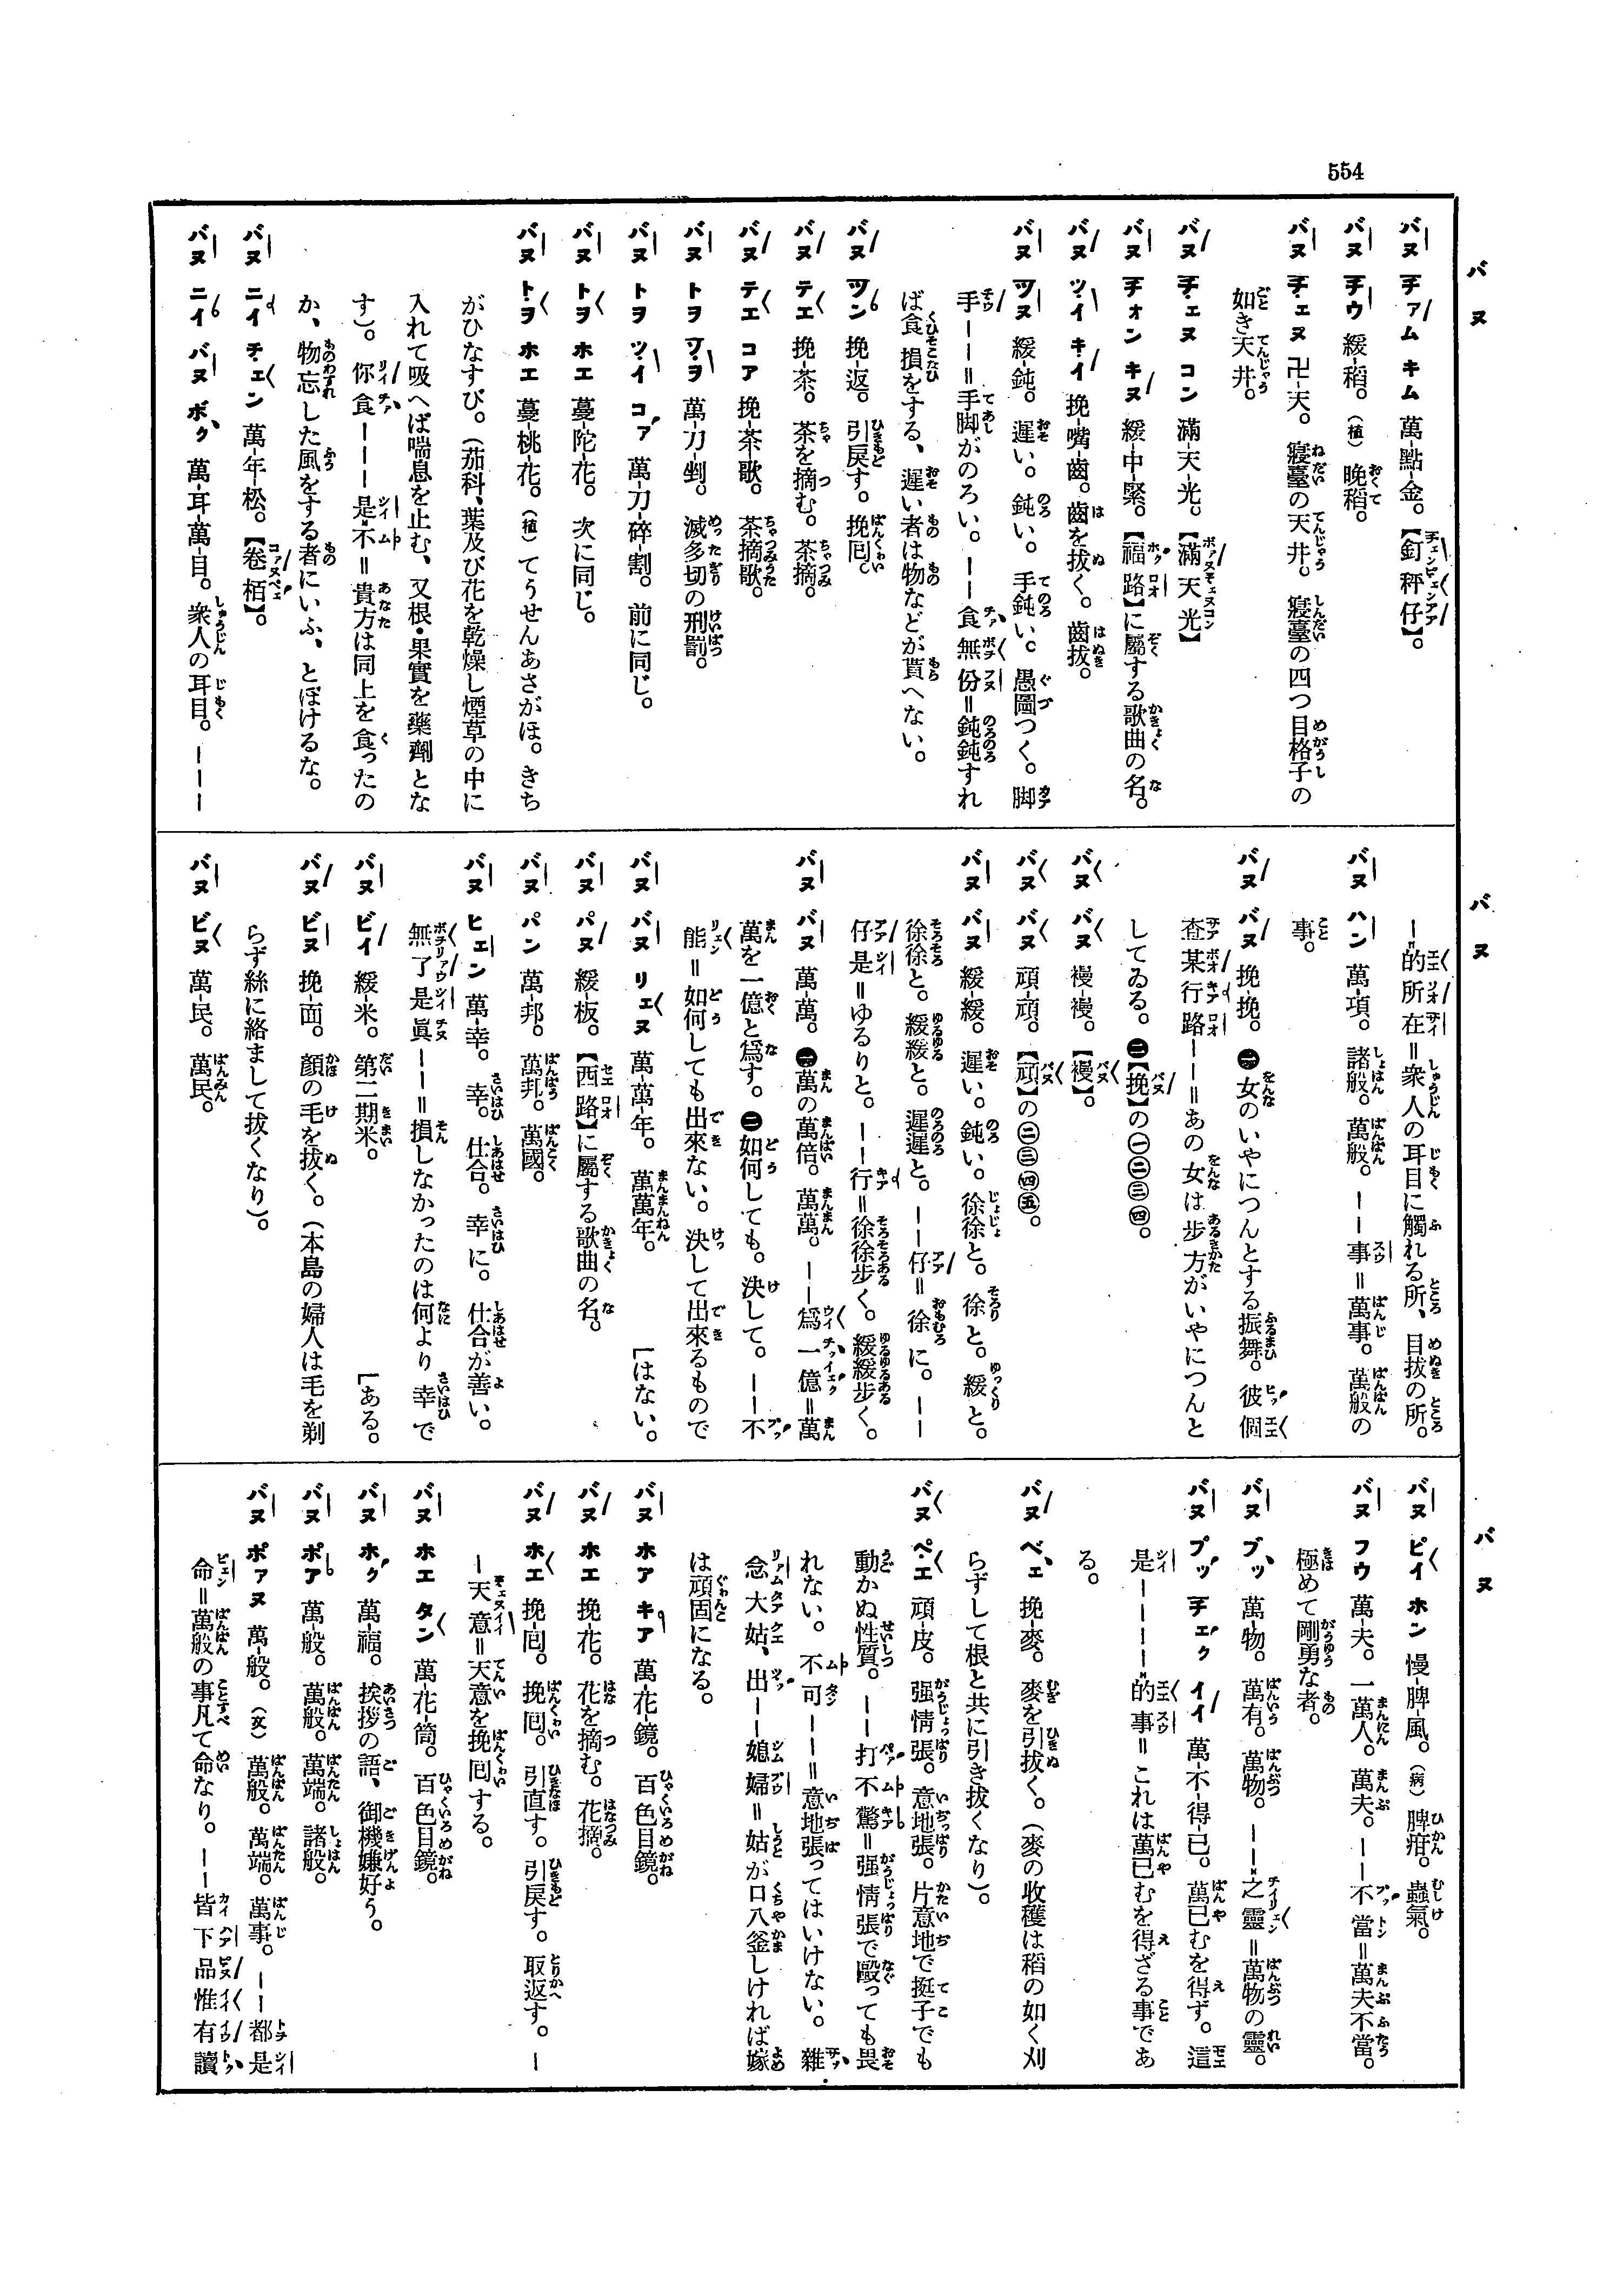 554
バヌ
バヌ チァム キム 萬-點-金。【釘秤仔】。
バヌ チウ 緩-稻。(植)晩稻。
バヌ チェヌ 卍-天。寢臺の天井。寢臺の四つ目格子の
如き天井。
バヌ チェヌ コン 滿-天-光。【滿天光】
バヌ チォン キヌ 緩-中-緊。【福路】に屬する歌曲の名。
バヌ ツイ キイ 挽-嘴-齒。齒を拔く。齒拔。
バヌ ツヌ 緩-鈍。遲い。鈍い。手鈍い。愚圖つく。脚
手——=手脚がのろい。——食無份=鈍鈍すれ
ば食損をする、遲い者は物などが貰へない。
バヌ ツン 挽-返。引戻す。挽回。
バヌ テエ 挽-茶。茶を摘む。茶摘。
バヌ テエ コア 挽-茶-歌。茶摘歌。
バヌ トヲ ワヲ 萬-刀-剉。滅多切の刑罰。
バヌ トヲ ツイ コァ 萬-刀-碎-割。前に同じ。
バヌ トヲ ホエ 蔓-陀-花。次に同じ。
バヌ トヲ ホエ 蔓-桃-花。(植)てうせんあさがほ。きち
がひなすび。(茄科、葉及び花を乾燥し煙草の中に
入れて吸へば喘息を止む、又根・果實を藥劑とな
す)。你食———是不=貴方は同上を食ったの
か、物忘した風をする者にいふ、とぼけるな。
バヌ ニイ チェン 萬-年-松。【卷栢】。
バヌ ニイ バヌ ボク 萬-耳-萬-目。衆人の耳目。———
バヌ
—的所在=衆人の耳目に觸れる所、目拔の所。
バヌ ハン 萬-項。諸般。萬般。——事=萬事。萬般の
事。
バヌ バヌ 挽-挽。㊀女のいやにつんとする振舞。彼個
查某行路——=あの女は步方がいやにつんと
してゐる。㊁【挽】の㊀㊁㊂㊃。
バヌ バヌ 𥡪-𥡪。【𥡪】。
バヌ バヌ 頑-頑。【頑】の㊁㊂㊃㊄。
バヌ バヌ 緩-緩。遲い。鈍い。徐徐と。徐と。緩と。
徐徐と。緩緩と。遲遲と。——仔=徐に。——
仔是=ゆるりと。——行=徐徐步く。緩緩步く。
バヌ バヌ 萬-萬。㊀萬の萬倍。萬萬。——爲一億=萬
萬を一億と爲す。㊁如何しても。決して。——不
能=如何しても出來ない。決して出來るもので
[はない。
バヌ バヌ リェヌ 萬-萬-年。萬萬年。
バヌ パヌ 緩-板。【西路】に屬する歌曲の名。
バヌ パン 萬-邦。萬邦。萬國。
バヌ ヒェン 萬-幸。幸。仕合。幸に。仕合が善い。
無了是眞——=損しなかったのは何より幸で
[ある。
バヌ ビイ 緩-米。第二期米。
バヌ ビヌ 挽-面。顏の毛を拔く。(本島の婦人は毛を剃
らず絲に絡まして拔くなり)。
バヌ ビヌ 萬-民。萬民。
バヌ
バヌ ピイ ホン 慢-脾-風。(病)脾疳。蟲氣。
バヌ フウ 萬-夫。一萬人。萬夫。——不當=萬夫不當。
極めて剛勇な者。
バヌ ブッ 萬-物。萬有。萬物。——之靈=萬物の靈。
バヌ プッ チェク イイ 萬-不-得-已。萬已むを得ず。這
是————的事=これは萬已むを得ざる事であ
る。
バヌ ベェ 挽-麥。麥を引拔く。(麥の收穫は稻の如く刈
らずして根と共に引き拔くなり)。
バヌ ペエ 頑-皮。强情張。意地張。片意地で挺子でも
動かぬ性質。——打不驚=强情張で毆っても畏
れない。不可——=意地張ってはいけない。雜
念大姑、出——媳婦=姑が口八釜しければ嫁
は頑固になる。
バヌ ホア キア 萬-花-鏡。百色目鏡。
バヌ ホエ 挽-花。花を摘む。花摘。
バヌ ホエ 挽-囘。挽囘。引直す。引戻す。取返す。—
—天意=天意を挽囘する。
バヌ ホエ タン 萬-花-筒。百色目鏡。
バヌ ホク 萬-福。挨拶の語、御機嫌好う。
バヌ ポア 萬-般。萬般。萬端。諸般。
バヌ ポァヌ 萬-般。(文)萬般。萬端。萬事。——都是
命=萬般の事凡て命なり。——皆下品惟有讀